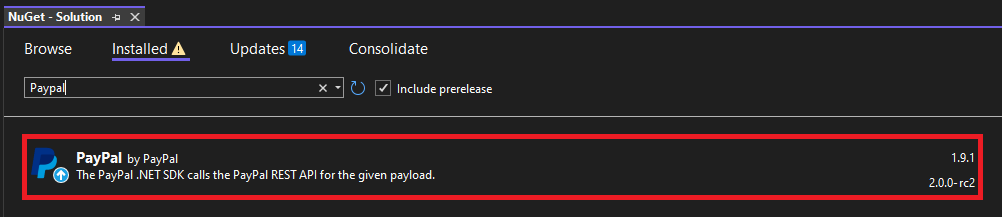 NuGet - Solution
Browse Installed Updates 14 Consolidate
Paypal Include prerelease
PayPal by PayPal 1.9.1
The PayPal .NET SDK calls the PayPal REST API for the given payload.
2.0.0-rc2